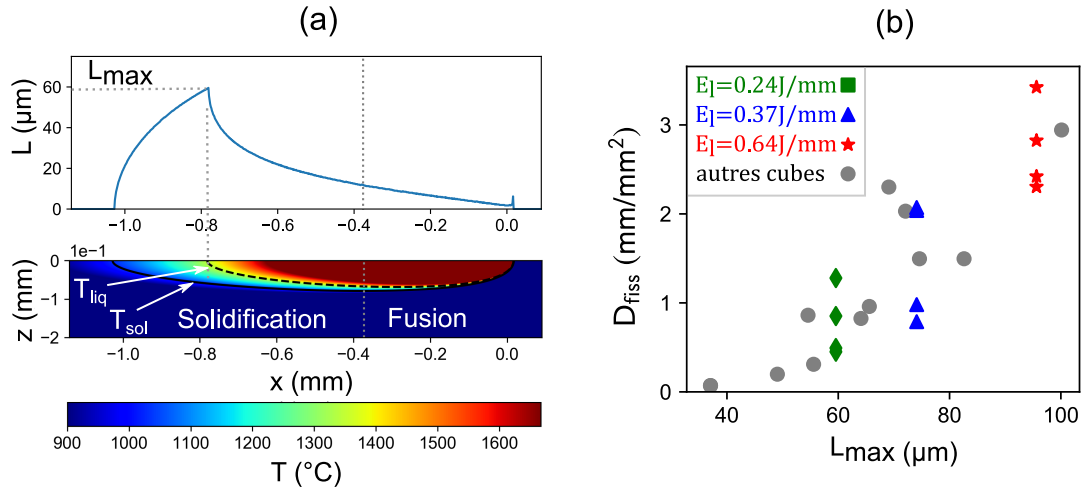 (a)
L (µm)
60
40
20
0
Lmax
−1.0
−0.8
−0.6
−0.4
−0.2
0.0
1e−1
z (mm)
0
−1
−2
Tliq
Tsol
Solidification
Fusion
−1.0
−0.8
−0.6
−0.4
−0.2
0.0
x (mm)
900
1000
1100
1200
1300
1400
1500
1600
T (°C)
(b)
Dfiss (mm/mm²)
3
2
1
0
El=0.24J/mm
El=0.37J/mm
El=0.64J/mm
autres cubes
40
60
80
100
Lmax (µm)